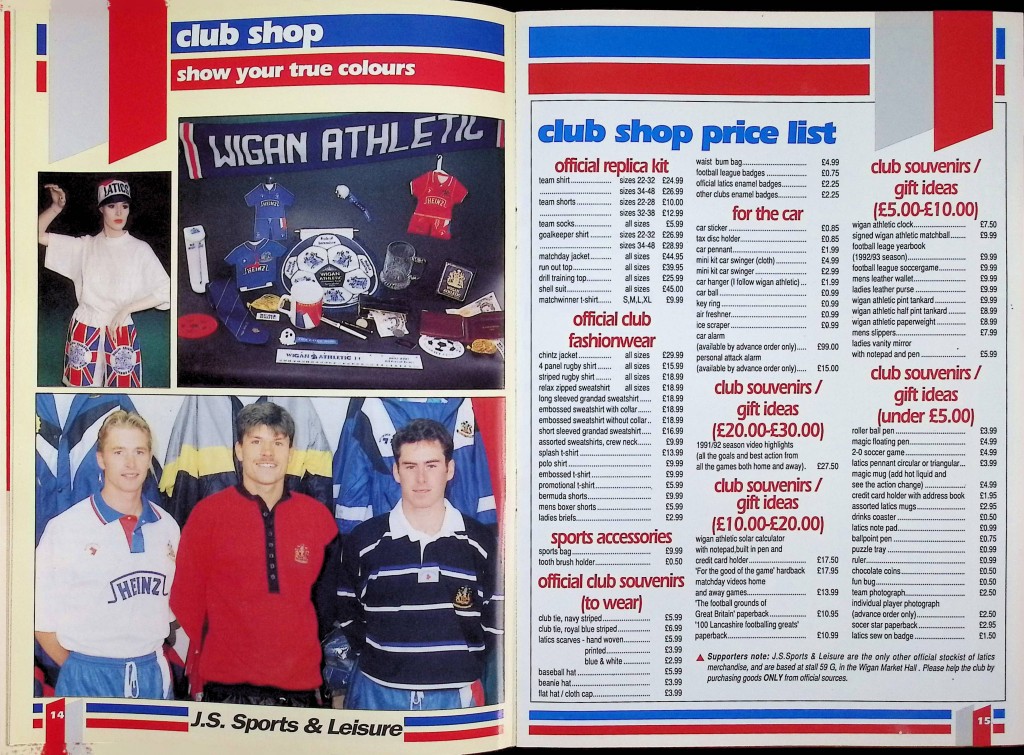 club shop
show your true colours
WIGAN ATHLETIC
LATICS
HEINZ
HEINZ
HEINZ
WIGAN
ATHLETIC
WIGAN ATHLETIC
HEINZ
14
J.S. Sports & Leisure
club shop price list
official replica kit
team shirt sizes 22-32 £24.99
sizes 34-48 £26.99
team shorts sizes 22-28 £10.00
sizes 32-38 £12.99
team socks all sizes £5.99
goalkeeper shirt sizes 22-32 £26.99
sizes 34-48 £28.99
matchday jacket all sizes £44.95
run out top all sizes £39.95
drill training top all sizes £25.99
shell suit all sizes £45.00
matchwinner t-shirt S,M,L,XL £9.99
official club
fashionwear
chintz jacket all sizes £29.99
4 panel rugby shirt all sizes £15.99
striped rugby shirt all sizes £18.99
relax zipped sweatshirt all sizes £18.99
long sleeved grandad sweatshirt £18.99
embossed sweatshirt with collar £18.99
embossed sweatshirt without collar £18.99
short sleeved grandad sweatshirt £16.99
assorted sweatshirts, crew neck £9.99
splash t-shirt £13.99
polo shirt £9.99
embossed t-shirt £9.99
promotional t-shirt £5.99
bermuda shorts £9.99
mens boxer shorts £5.99
ladies briefs £2.99
sports accessories
sports bag £9.99
tooth brush holder £0.50
official club souvenirs
(to wear)
club tie, navy striped £5.99
club tie, royal blue striped £6.99
latics scarves - hand woven £5.99
printed £3.99
blue & white £2.99
baseball hat £5.99
beanie hat £3.99
flat hat / cloth cap £3.99
waist bum bag £4.99
football league badges £0.75
official latics enamel badges £2.25
other clubs enamel badges £2.25
for the car
car sticker £0.85
tax disc holder £0.85
car pennant £1.99
mini kit car swinger (cloth) £4.99
mini kit car swinger £2.99
car hanger (I follow wigan athletic) £1.99
car ball £0.99
key ring £0.99
air freshner £0.99
ice scraper £0.99
car alarm
(available by advance order only) £99.00
personal attack alarm
(available by advance order only) £15.00
club souvenirs /
gift ideas
(£20.00-£30.00)
1991/92 season video highlights
(all the goals and best action from
all the games both home and away). £27.50
club souvenirs /
gift ideas
(£10.00-£20.00)
wigan athletic solar calculator
with notepad,built in pen and
credit card holder £17.50
'For the good of the game' hardback £17.95
matchday videos home
and away games £13.99
'The football grounds of
Great Britain' paperback £10.95
'100 Lancashire footballing greats'
paperback £10.99
club souvenirs /
gift ideas
(£5.00-£10.00)
wigan athletic clock £7.50
signed wigan athletic matchball £9.99
football leage yearbook
(1992/93 season) £9.99
football league soccergame £9.99
mens leather wallet £9.99
ladies leather purse £9.99
wigan athletic pint tankard £9.99
wigan athletic half pint tankard £8.99
wigan athletic paperweight £8.99
mens slippers £7.99
ladies vanity mirror
with notepad and pen £5.99
club souvenirs /
gift ideas
(under £5.00)
roller ball pen £3.99
magic floating pen £4.99
2-0 soccer game £4.99
latics pennant circular or triangular £3.99
magic mug (add hot liquid and
see the action change) £4.99
credit card holder with address book £1.95
assorted latics mugs £2.95
drinks coaster £0.50
latics note pad £0.99
ballpoint pen £0.75
puzzle tray £0.99
ruler £0.99
chocolate coins £0.50
fun bug £0.50
team photograph £2.50
individual player photograph
(advance order only) £2.50
soccer star paperback £2.95
latics sew on badge £1.50
▲ Supporters note: J.S.Sports & Leisure are the only other official stockist of latics
merchandise, and are based at stall 59 G, in the Wigan Market Hall . Please help the club by
purchasing goods ONLY from official sources.
15